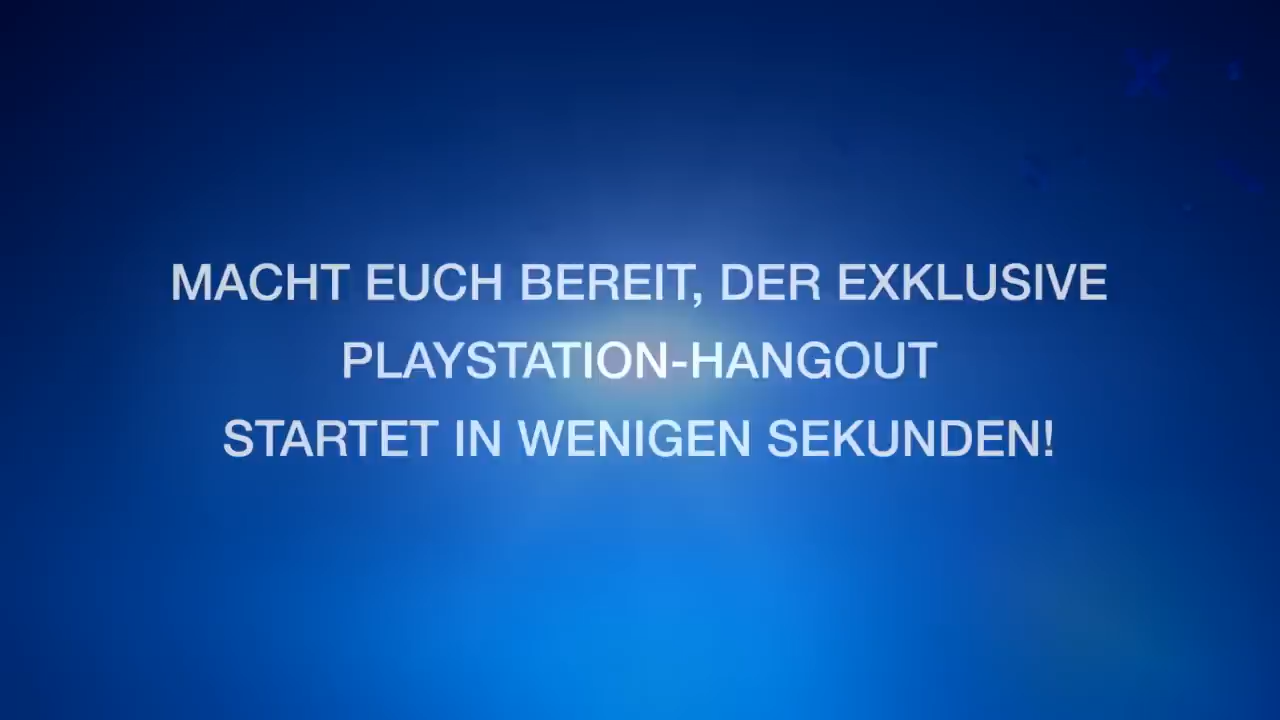 MACHT EUCH BEREIT, DER EXKLUSIVE
PLAYSTATION-HANGOUT
STARTET IN WENIGEN SEKUNDEN!